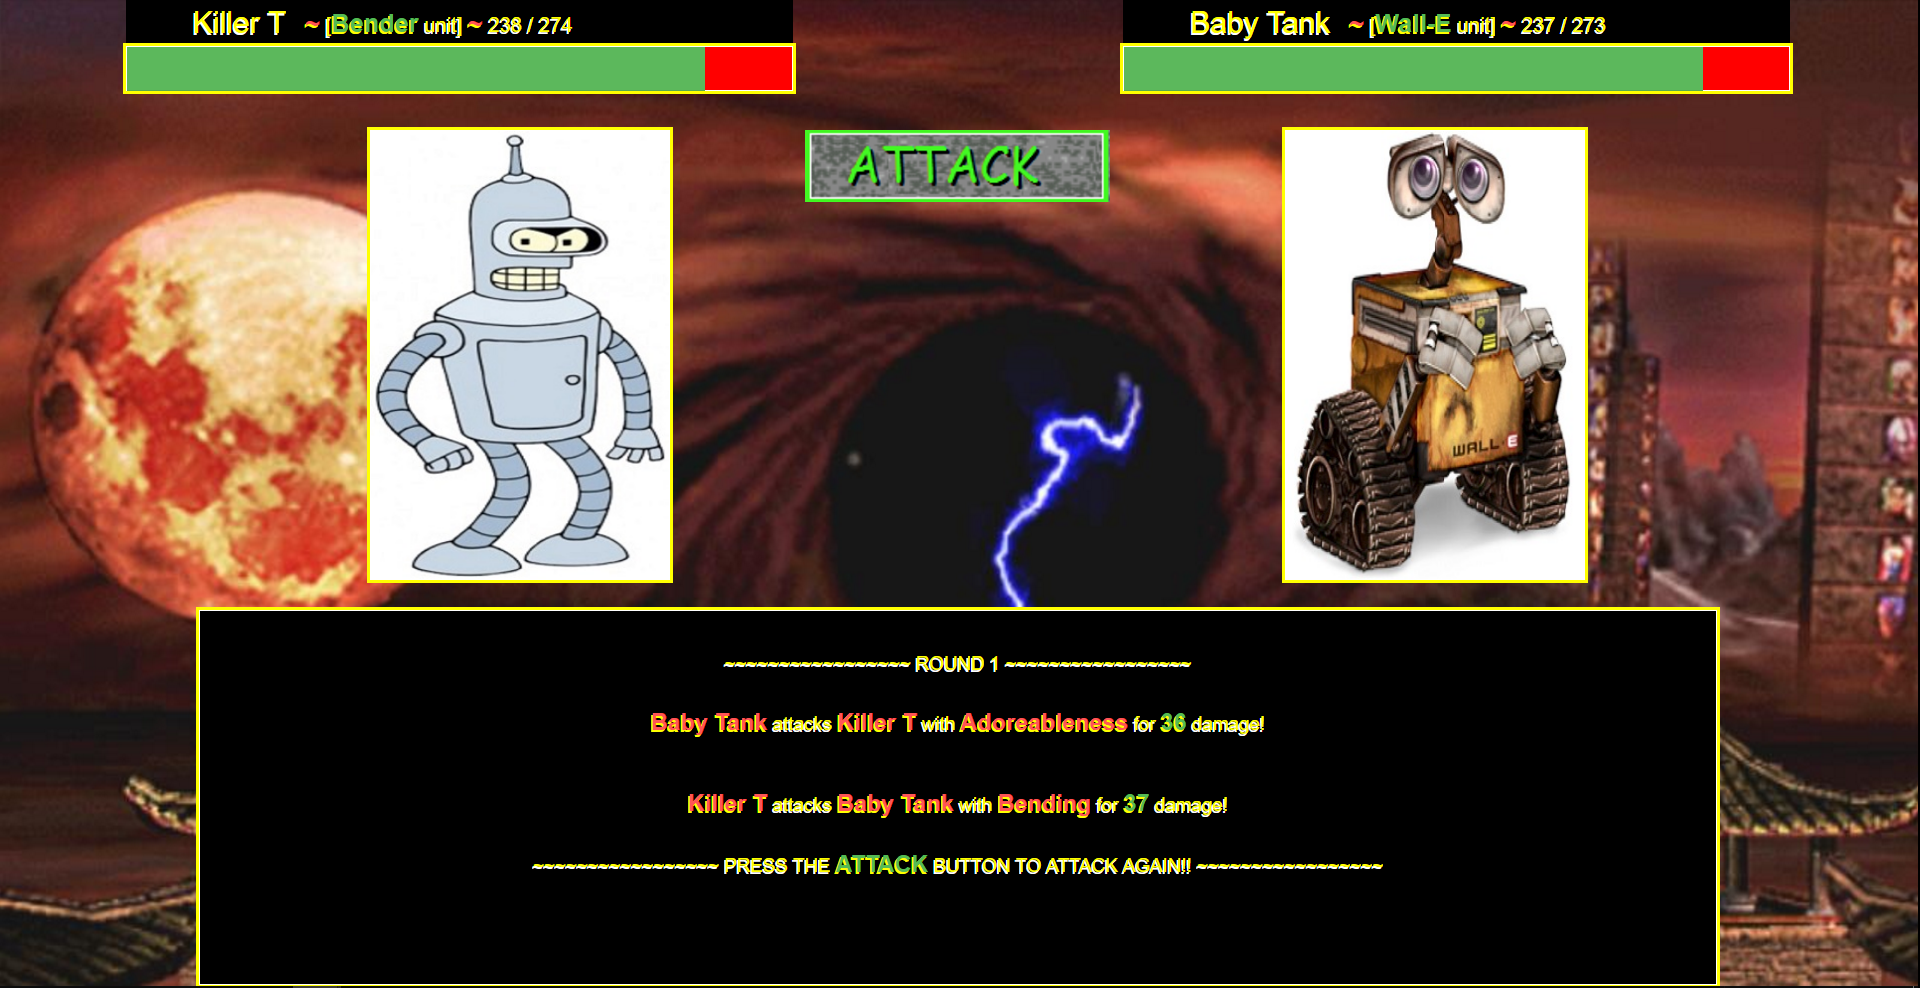 Killer T ~ [Bender unit] ~ 238 / 274
Baby Tank ~ [Wall-E unit] ~ 237 / 273
ATTACK
WALL·E
~~~~~~~~~~~~~~~~~ ROUND 1 ~~~~~~~~~~~~~~~~~
Baby Tank attacks Killer T with Adoreableness for 36 damage!
Killer T attacks Baby Tank with Bending for 37 damage!
~~~~~~~~~~~~~~~~~ PRESS THE ATTACK BUTTON TO ATTACK AGAIN!! ~~~~~~~~~~~~~~~~~